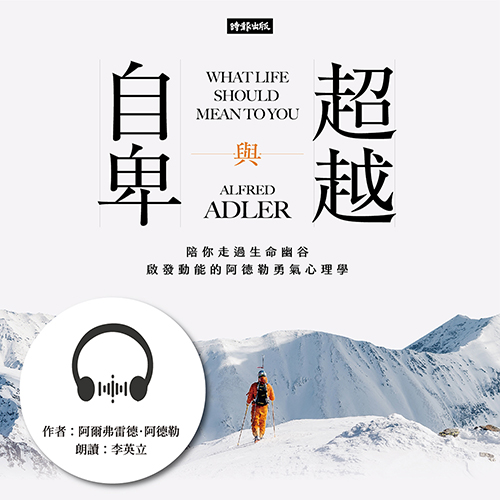 時報出版
自卑
WHAT LIFE
SHOULD
MEAN TO YOU
與
ALFRED
ADLER
超越
陪你走過生命幽谷
啟發動能的阿德勒勇氣心理學
作者：阿爾弗雷德·阿德勒
朗讀：李英立